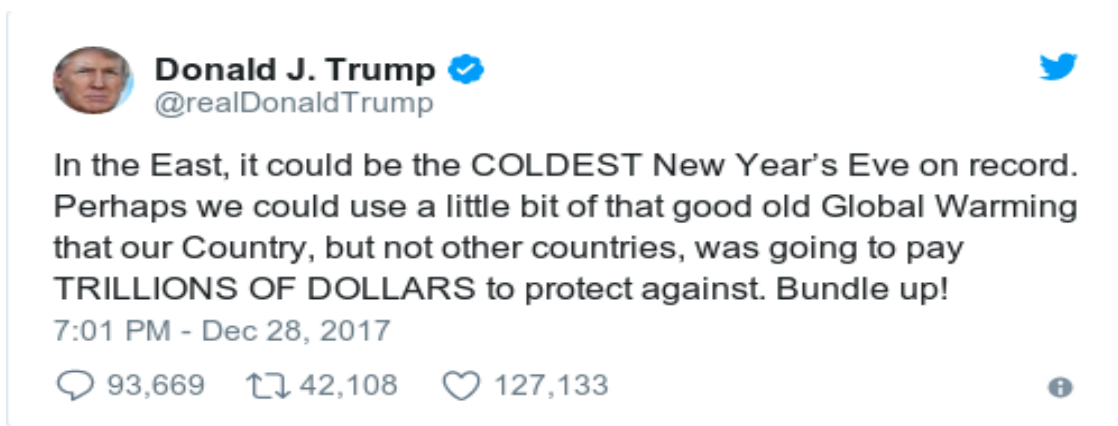 Donald J. Trump
@realDonaldTrump
In the East, it could be the COLDEST New Year’s Eve on record.
Perhaps we could use a little bit of that good old Global Warming
that our Country, but not other countries, was going to pay
TRILLIONS OF DOLLARS to protect against. Bundle up!
7:01 PM - Dec 28, 2017
93,669 42,108 127,133